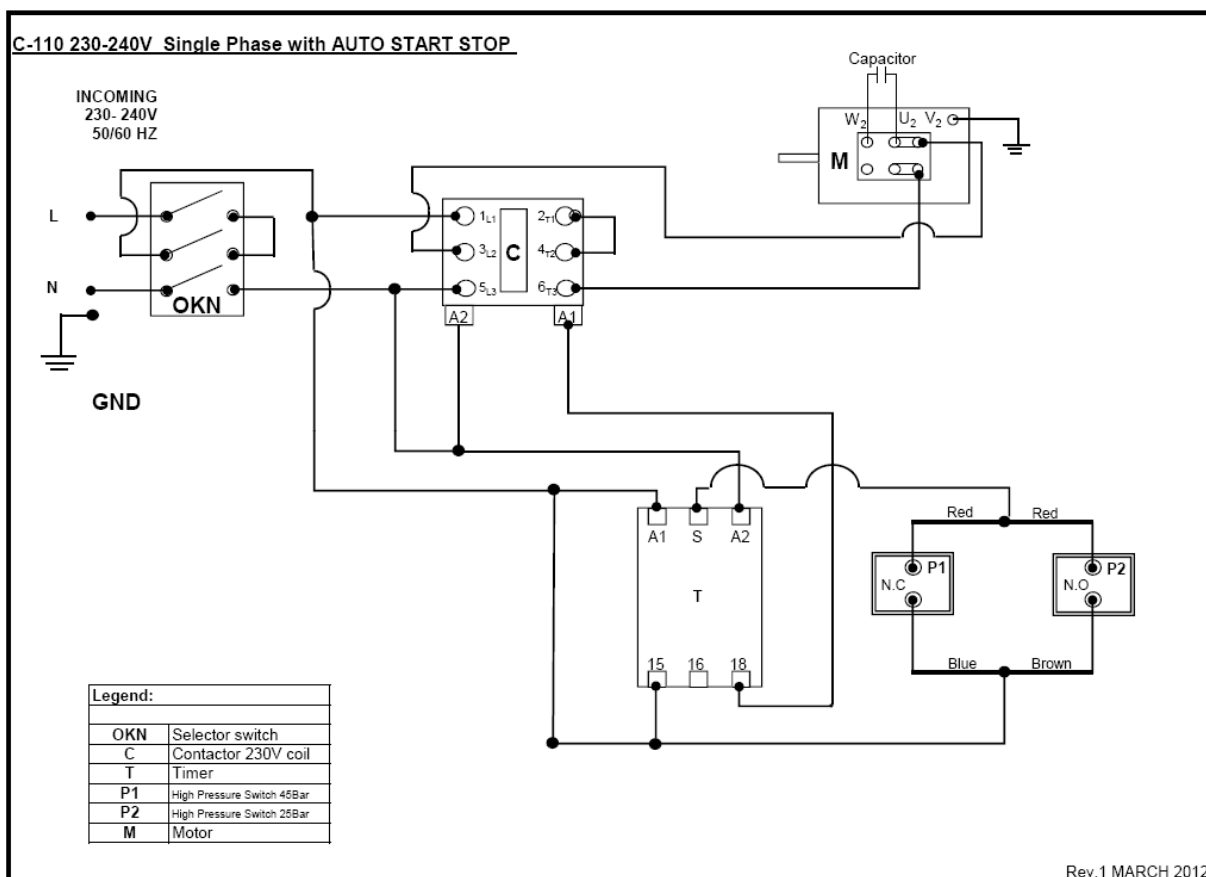 C-110 230-240V Single Phase with AUTO START STOP
INCOMING
230- 240V
50/60 HZ
Capacitor
W2 U2 V2
M
L
N
OKN
GND
1L1 2T1
3L2 C 4T2
5L3 6T3
A2 A1
A1 S A2
T
15 16 18
Red Red
P1
N.C
P2
N.O
Blue Brown
Legend:
OKN Selector switch
C Contactor 230V coil
T Timer
P1 High Pressure Switch 45Bar
P2 High Pressure Switch 25Bar
M Motor
Rev.1 MARCH 2012